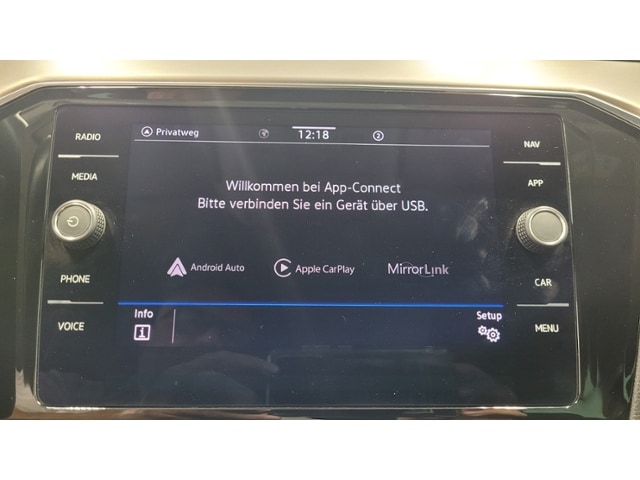 RADIO
MEDIA
PHONE
VOICE
Privatweg
12:18
2
Willkommen bei App-Connect
Bitte verbinden Sie ein Gerät über USB.
Android Auto
Apple CarPlay
MirrorLink
Info
Setup
NAV
APP
CAR
MENU